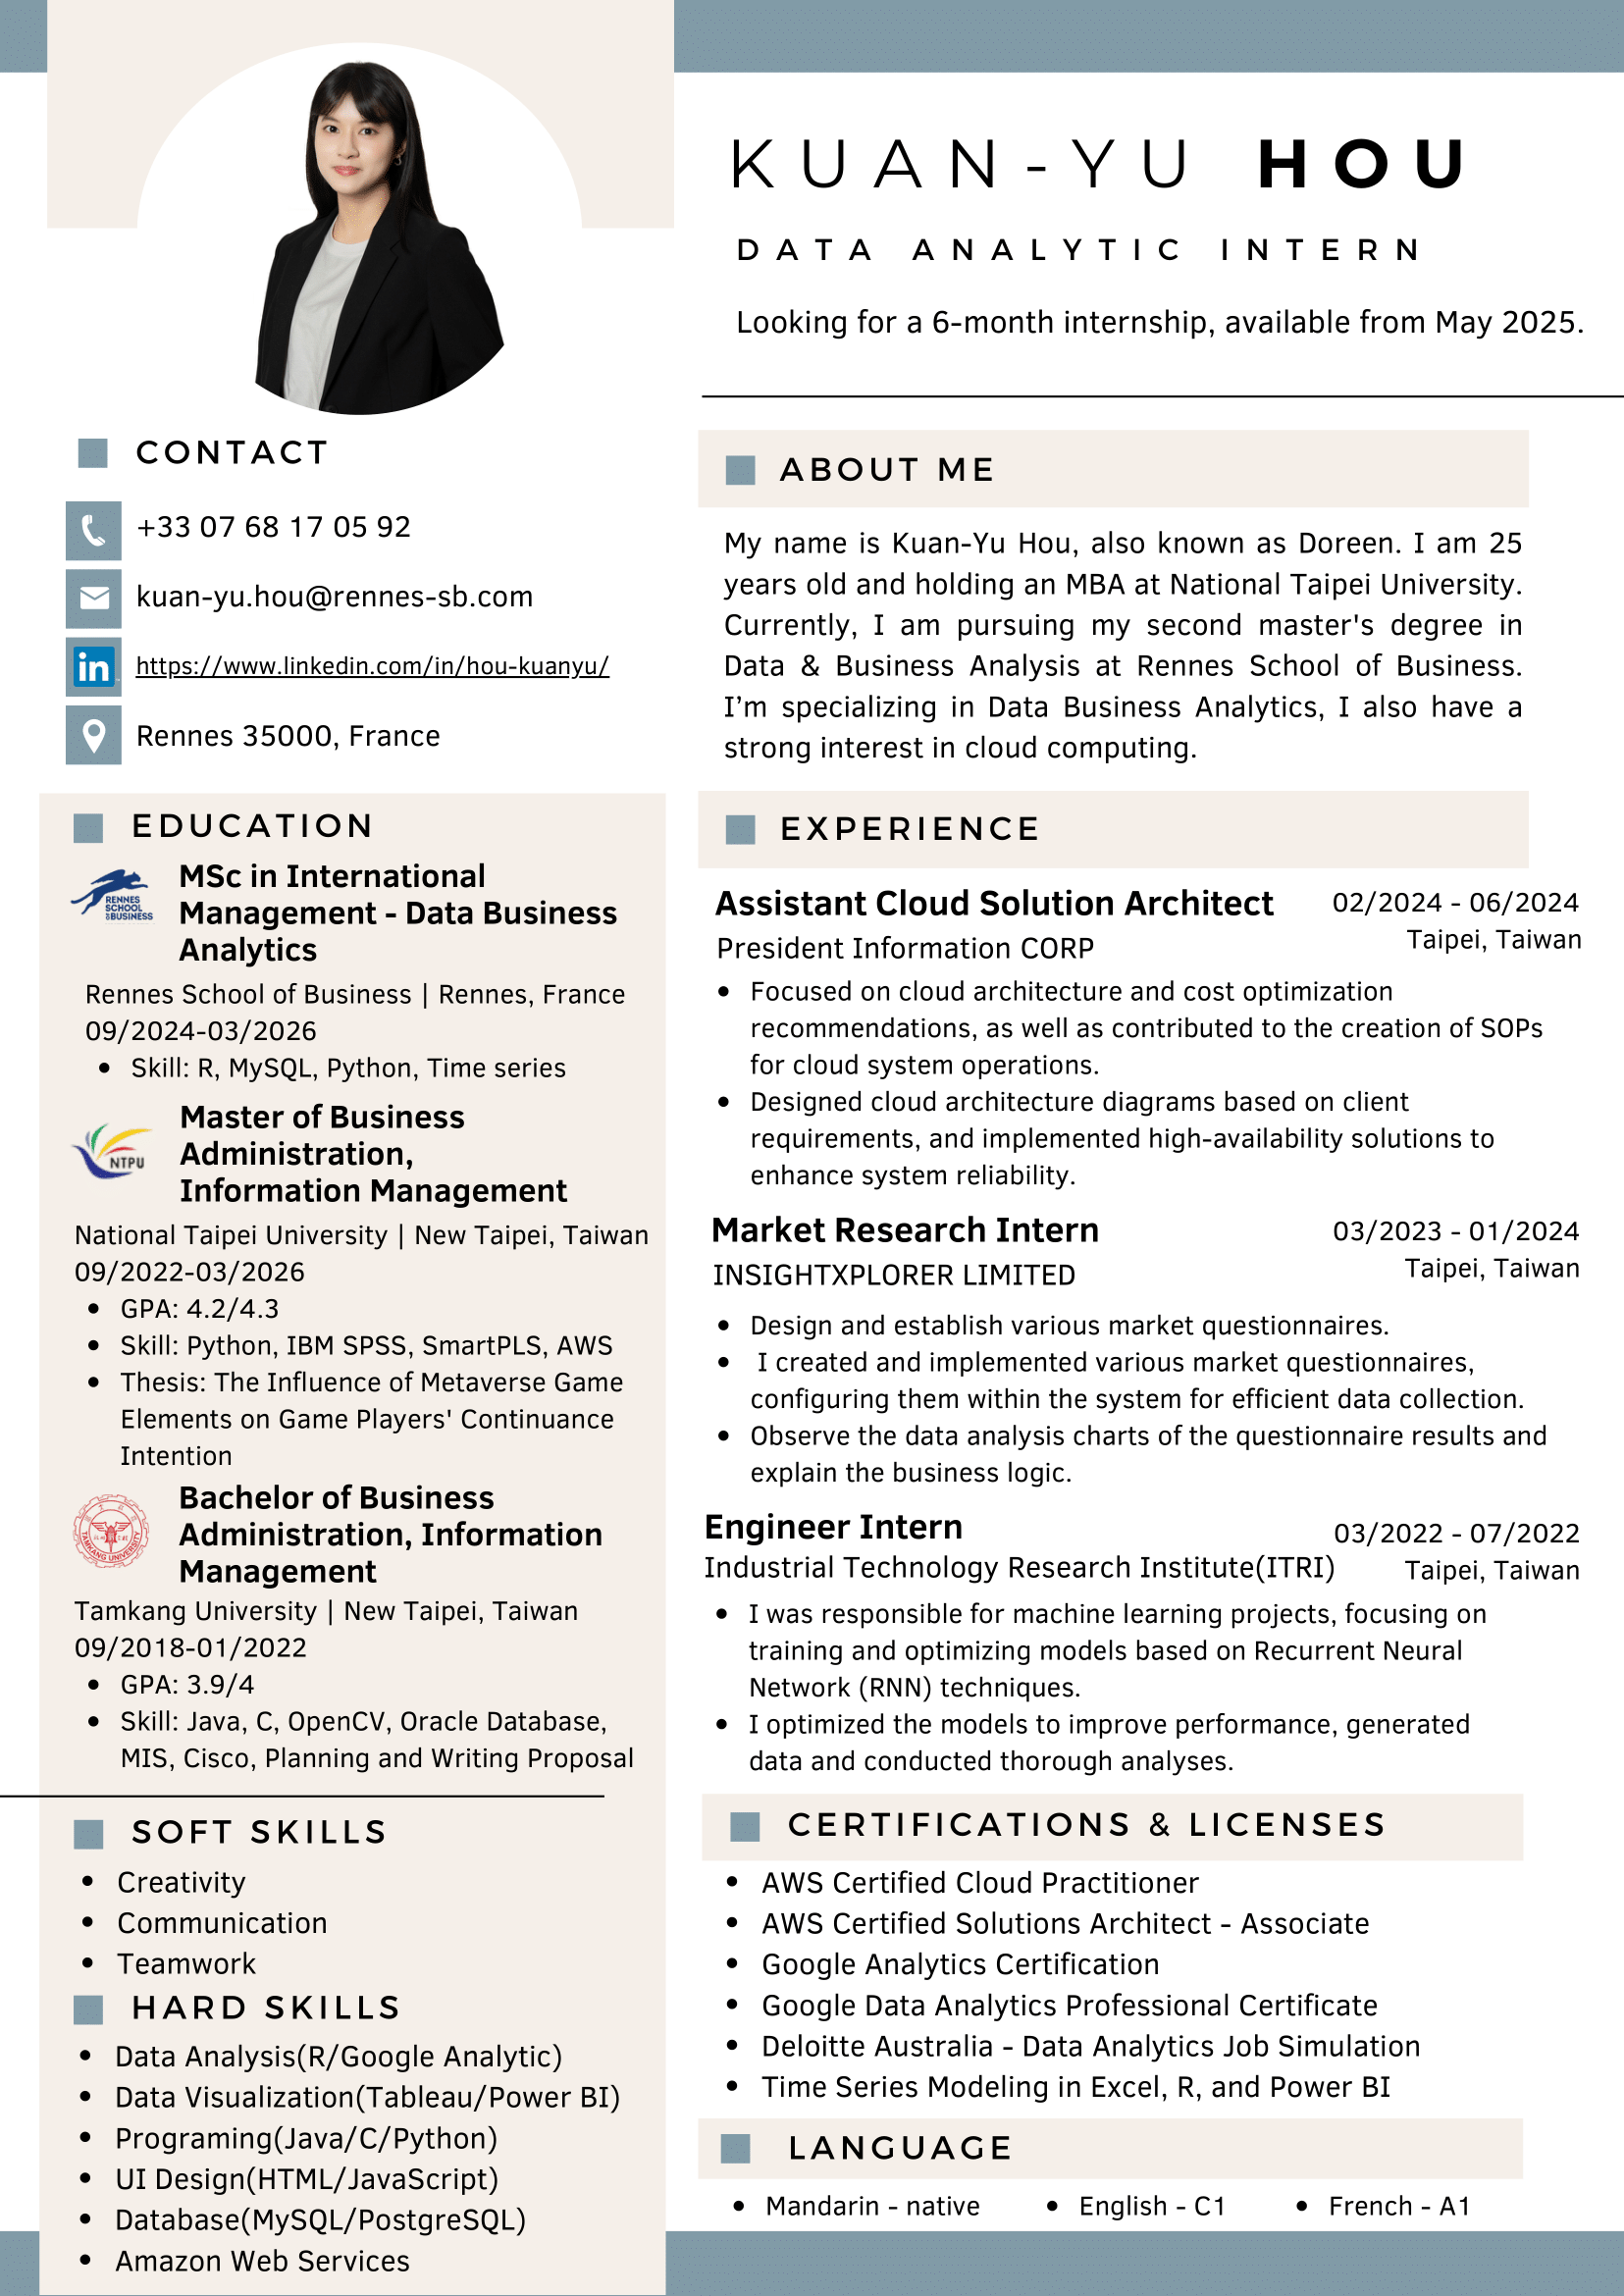 KUAN-YU HOU
DATA ANALYTIC INTERN
Looking for a 6-month internship, available from May 2025.
CONTACT
+33 07 68 17 05 92
kuan-yu.hou@rennes-sb.com
in
https://www.linkedin.com/in/hou-kuanyu/
Rennes 35000, France
EDUCATION
RENNES
SCHOOL
OF BUSINESS
MSc in International
Management - Data Business
Analytics
Rennes School of Business | Rennes, France
09/2024-03/2026
• Skill: R, MySQL, Python, Time series
NTPU
Master of Business
Administration,
Information Management
National Taipei University | New Taipei, Taiwan
09/2022-03/2026
• GPA: 4.2/4.3
• Skill: Python, IBM SPSS, SmartPLS, AWS
• Thesis: The Influence of Metaverse Game
Elements on Game Players' Continuance
Intention
TAMKANG UNIVERSITY
Bachelor of Business
Administration, Information
Management
Tamkang University | New Taipei, Taiwan
09/2018-01/2022
• GPA: 3.9/4
• Skill: Java, C, OpenCV, Oracle Database,
MIS, Cisco, Planning and Writing Proposal
SOFT SKILLS
• Creativity
• Communication
• Teamwork
HARD SKILLS
• Data Analysis(R/Google Analytic)
• Data Visualization(Tableau/Power BI)
• Programing(Java/C/Python)
• UI Design(HTML/JavaScript)
• Database(MySQL/PostgreSQL)
• Amazon Web Services
ABOUT ME
My name is Kuan-Yu Hou, also known as Doreen. I am 25
years old and holding an MBA at National Taipei University.
Currently, I am pursuing my second master's degree in
Data & Business Analysis at Rennes School of Business.
I’m specializing in Data Business Analytics, I also have a
strong interest in cloud computing.
EXPERIENCE
Assistant Cloud Solution Architect 02/2024 - 06/2024
President Information CORP Taipei, Taiwan
• Focused on cloud architecture and cost optimization
recommendations, as well as contributed to the creation of SOPs
for cloud system operations.
• Designed cloud architecture diagrams based on client
requirements, and implemented high-availability solutions to
enhance system reliability.
Market Research Intern 03/2023 - 01/2024
INSIGHTXPLORER LIMITED Taipei, Taiwan
• Design and establish various market questionnaires.
• I created and implemented various market questionnaires,
configuring them within the system for efficient data collection.
• Observe the data analysis charts of the questionnaire results and
explain the business logic.
Engineer Intern 03/2022 - 07/2022
Industrial Technology Research Institute(ITRI) Taipei, Taiwan
• I was responsible for machine learning projects, focusing on
training and optimizing models based on Recurrent Neural
Network (RNN) techniques.
• I optimized the models to improve performance, generated
data and conducted thorough analyses.
CERTIFICATIONS & LICENSES
• AWS Certified Cloud Practitioner
• AWS Certified Solutions Architect - Associate
• Google Analytics Certification
• Google Data Analytics Professional Certificate
• Deloitte Australia - Data Analytics Job Simulation
• Time Series Modeling in Excel, R, and Power BI
LANGUAGE
• Mandarin - native • English - C1 • French - A1